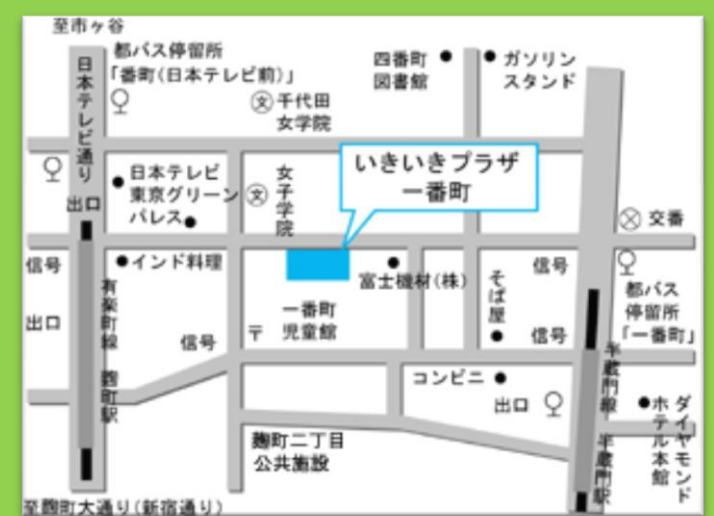 至市ヶ谷
都バス停留所
「番町(日本テレビ前)」
四番町
図書館
ガソリン
スタンド
日本テレビ通り
千代田
女学院
文
いきいきプラザ
一番町
日本テレビ
東京グリーン
パレス
女子学院
文
出口
交番
信号
インド料理
富士機材(株)
そば屋
信号
都バス
停留所
「一番町」
有楽町線 麹町駅
出口
信号
〒
一番町
児童館
信号
半蔵門線 半蔵門駅
コンビニ
出口
ダイヤモンド
ホテル本館
麹町二丁目
公共施設
至麹町大通り(新宿通り)